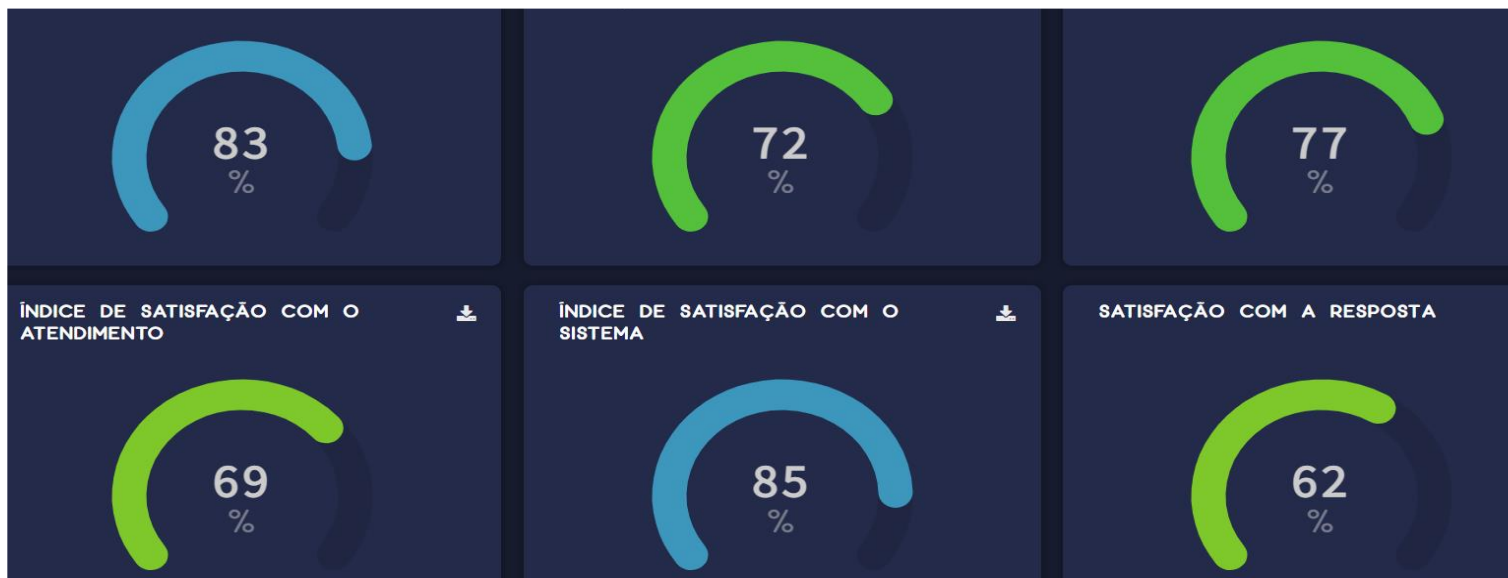 83
%
72
%
77
%
ÍNDICE DE SATISFAÇÃO COM O
ATENDIMENTO
69
%
ÍNDICE DE SATISFAÇÃO COM O
SISTEMA
85
%
SATISFAÇÃO COM A RESPOSTA
62
%